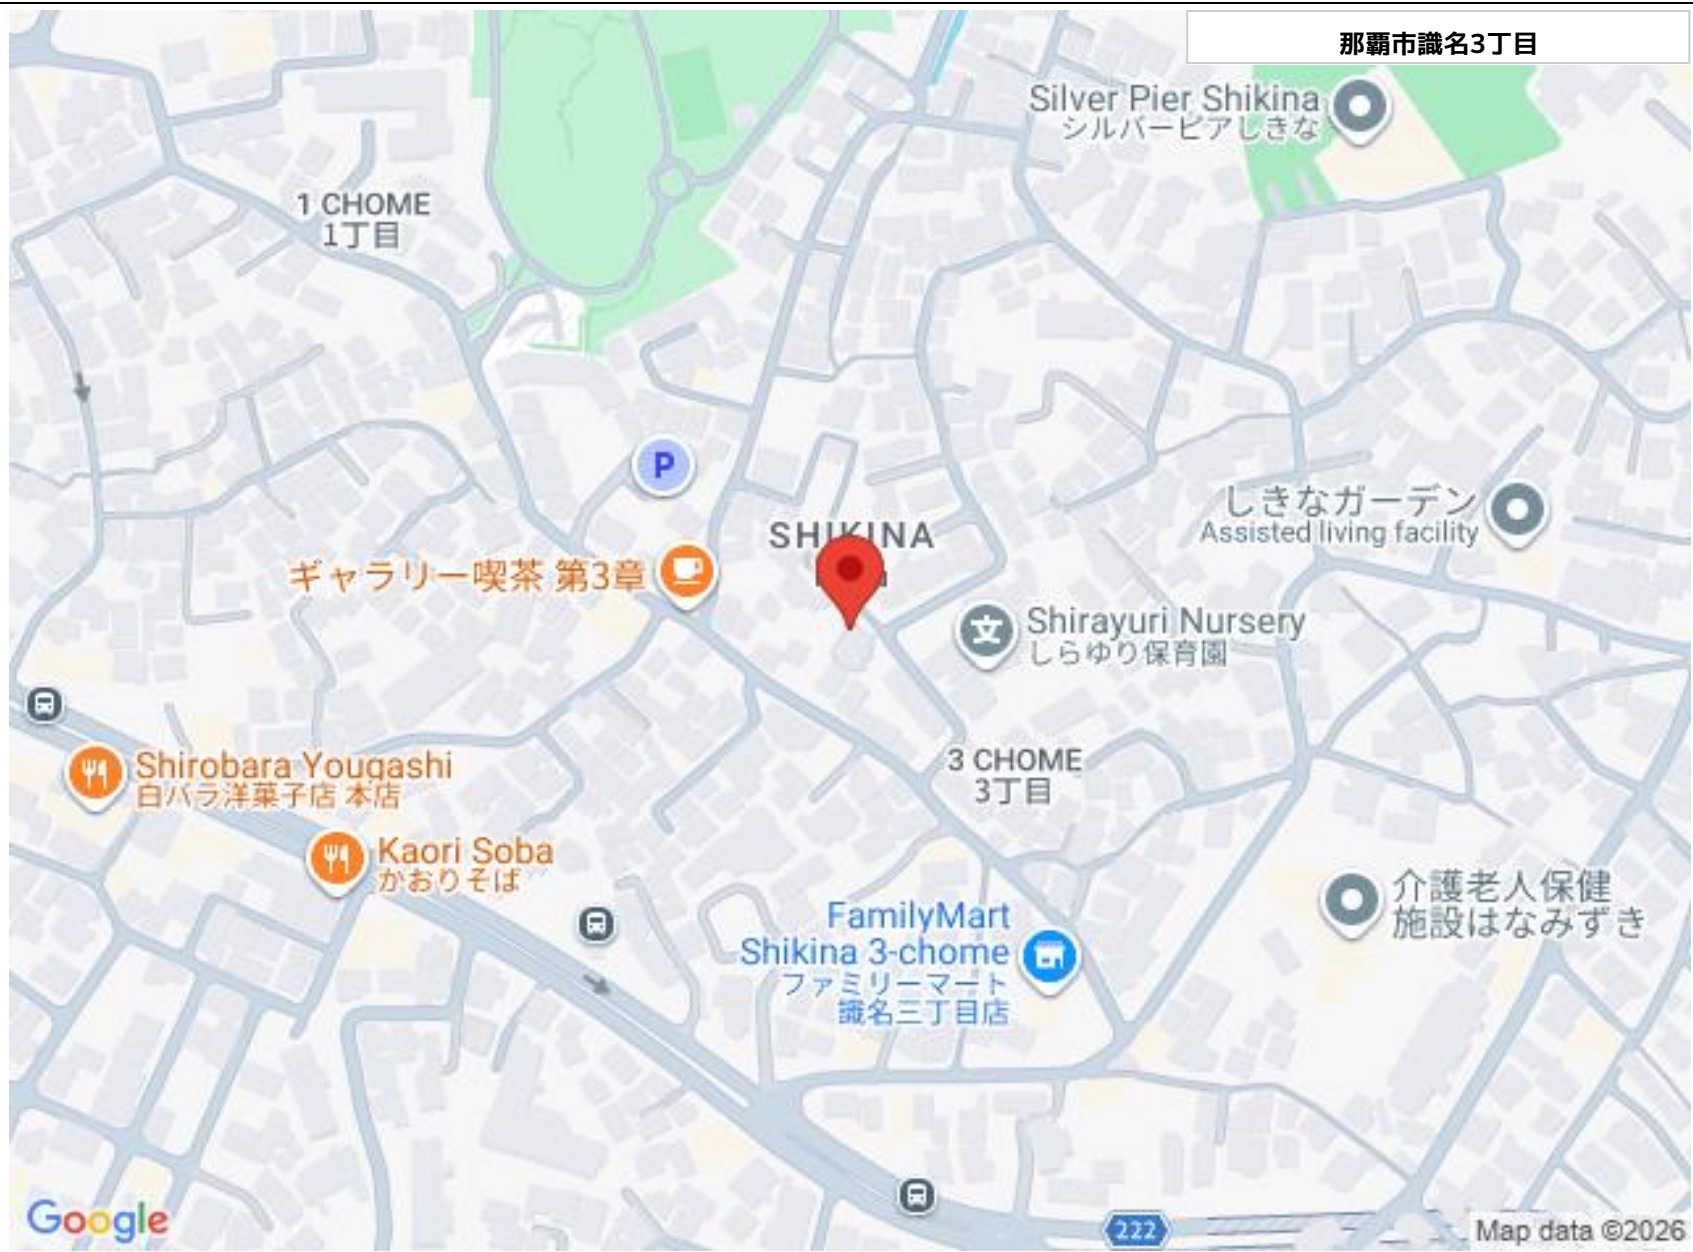 那覇市識名3丁目
Silver Pier Shikina
シルバーピアしきな
1 CHOME
1丁目
P
しきなガーデン
Assisted living facility
SHIKINA
ギャラリー喫茶 第3章
文
Shirayuri Nursery
しらゆり保育園
Shirobara Yougashi
白バラ洋菓子店 本店
3 CHOME
3丁目
Kaori Soba
かおりそば
介護老人保健
施設はなみずき
FamilyMart
Shikina 3-chome
ファミリーマート
識名三丁目店
Google
222
Map data ©2026